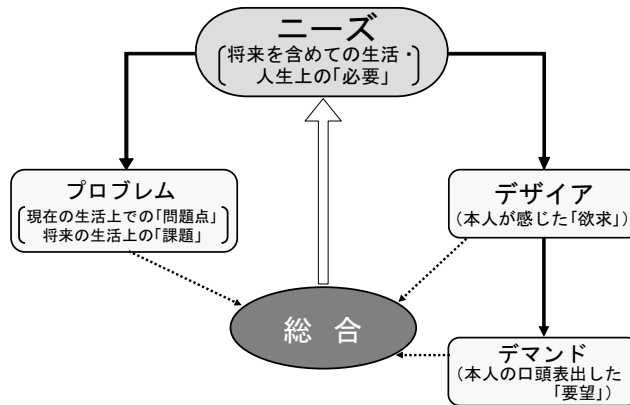 ニーズ
将来を含めての生活・
人生上の「必要」
プロブレム
現在の生活上での「問題点」
将来の生活上の「課題」
デザイア
(本人が感じた「欲求」)
総 合
デマンド
(本人の口頭表出した
「要望」)